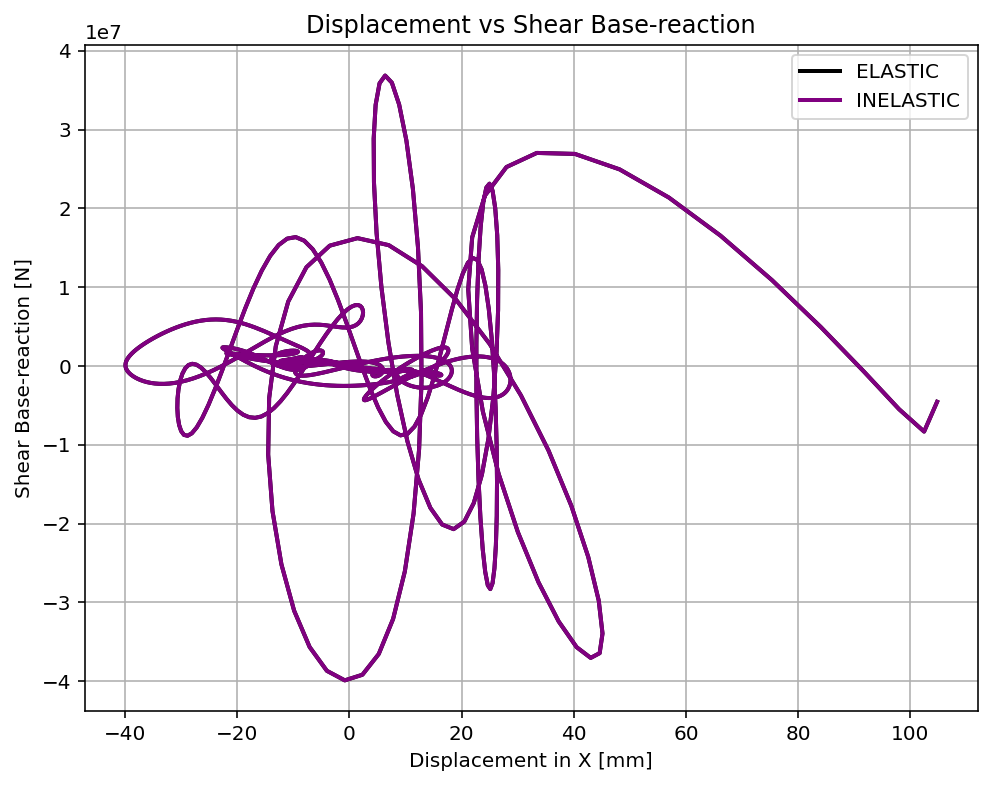 Displacement vs Shear Base-reaction
1e7
ELASTIC
INELASTIC
4
3
2
1
0
−1
−2
−3
−4
Shear Base-reaction [N]
−40 −20 0 20 40 60 80 100
Displacement in X [mm]